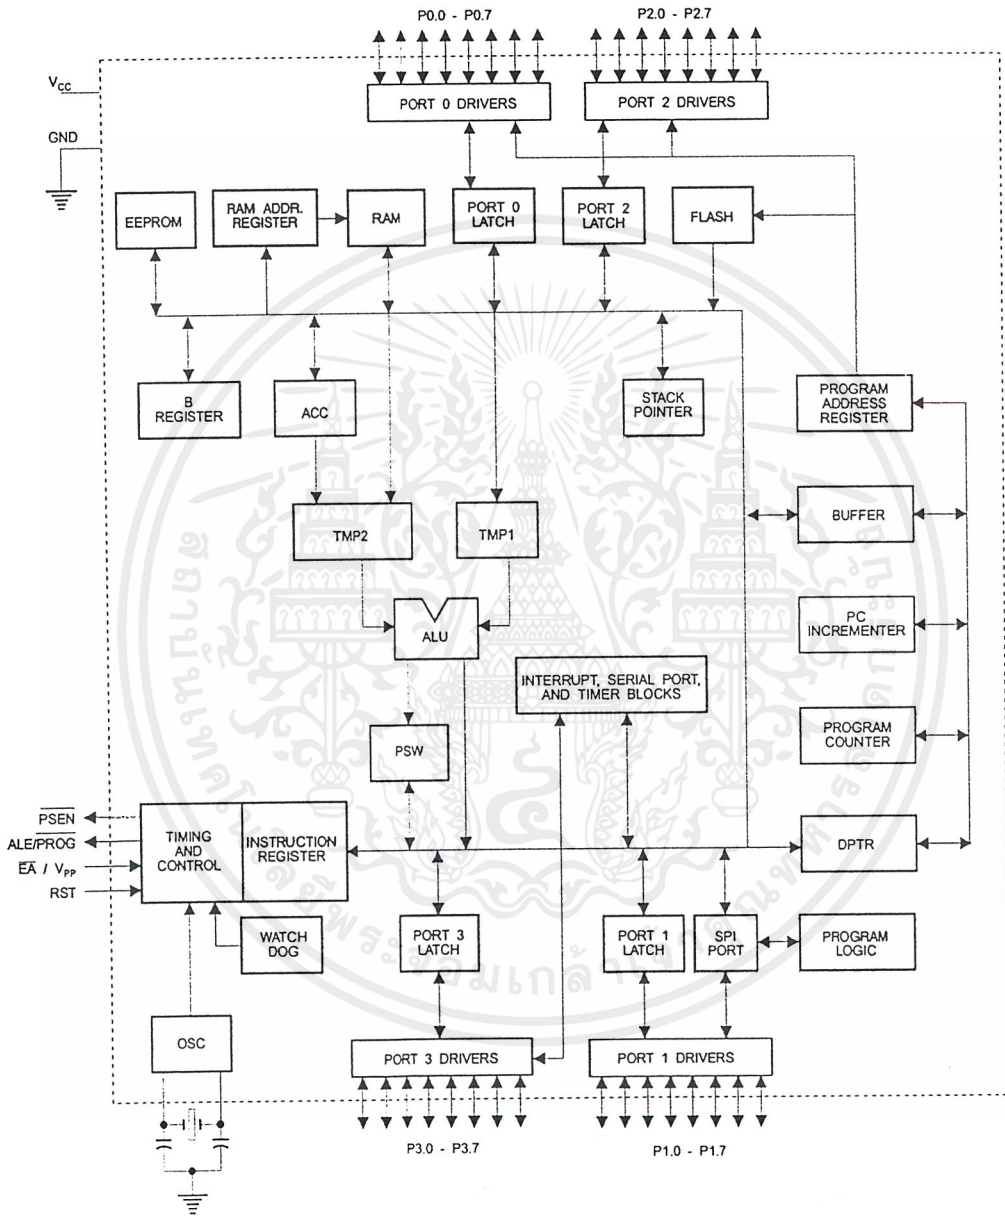 P0.0 - P0.7
P2.0 - P2.7
VCC
PORT 0 DRIVERS
PORT 2 DRIVERS
GND
EEPROM
RAM ADDR.
REGISTER
RAM
PORT 0
LATCH
PORT 2
LATCH
FLASH
B
REGISTER
ACC
STACK
POINTER
PROGRAM
ADDRESS
REGISTER
BUFFER
TMP2
TMP1
ALU
PC
INCREMENTER
INTERRUPT, SERIAL PORT,
AND TIMER BLOCKS
PROGRAM
COUNTER
PSW
PSEN
ALE/PROG
EA / VPP
RST
TIMING
AND
CONTROL
INSTRUCTION
REGISTER
DPTR
WATCH
DOG
PORT 3
LATCH
PORT 1
LATCH
SPI
PORT
PROGRAM
LOGIC
OSC
PORT 3 DRIVERS
PORT 1 DRIVERS
P3.0 - P3.7
P1.0 - P1.7